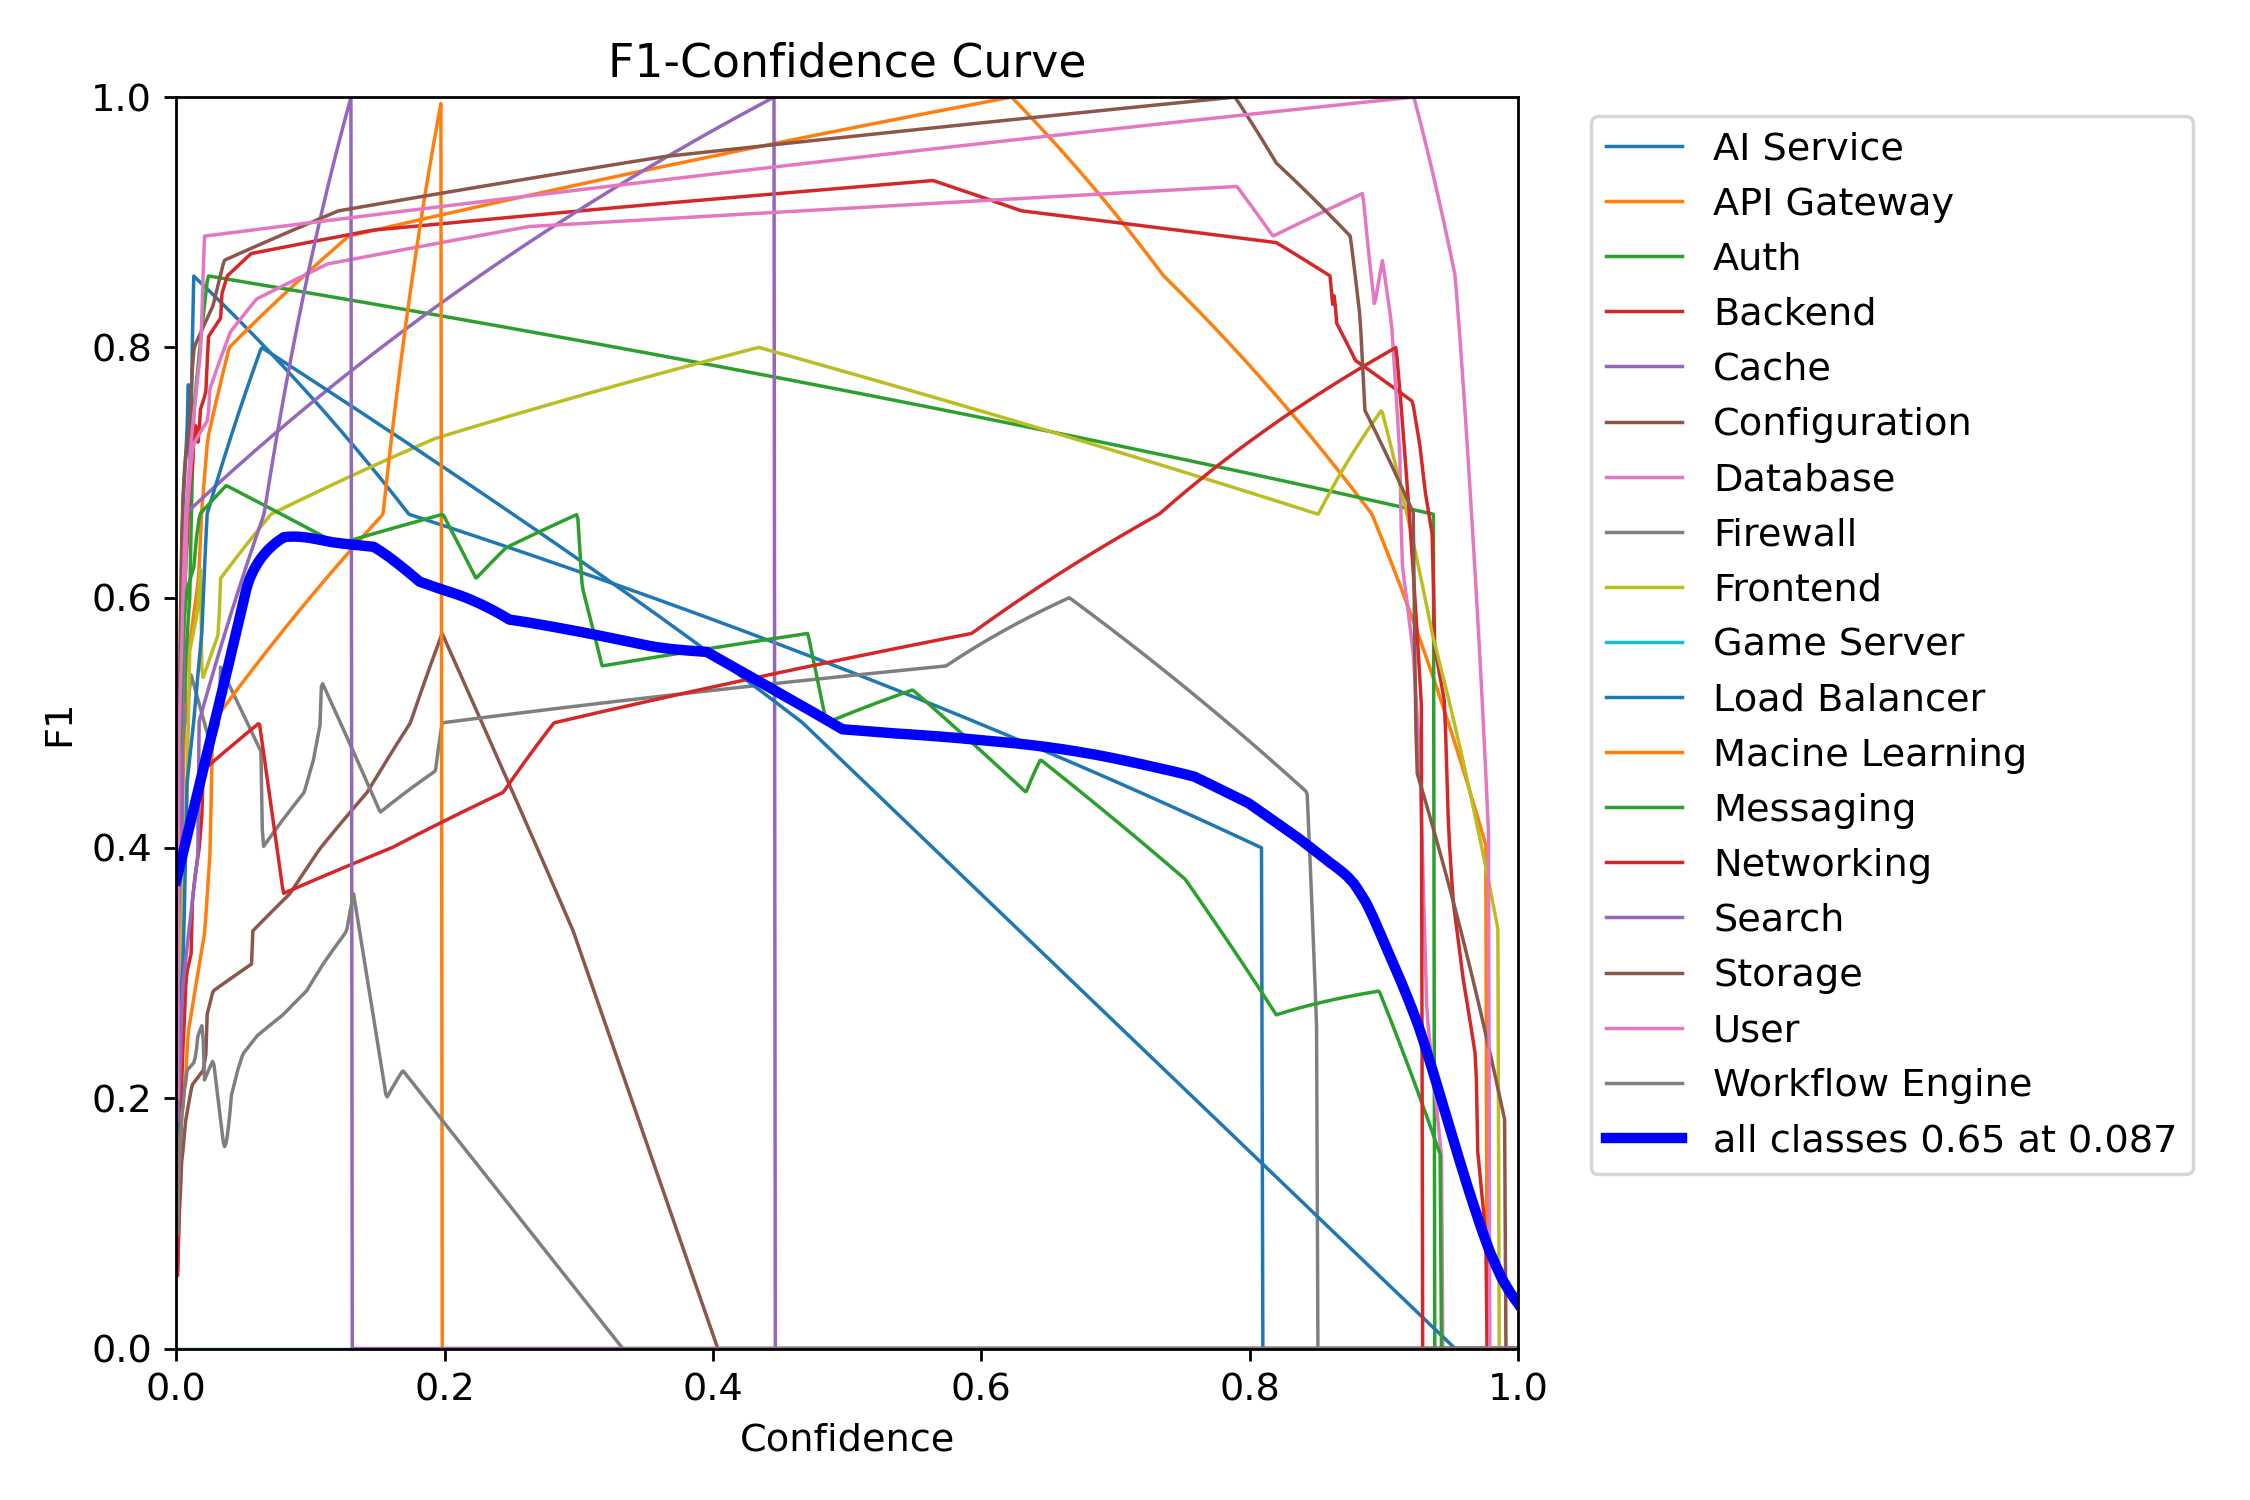 F1-Confidence Curve
1.0
0.8
0.6
0.4
0.2
0.0
F1
0.0 0.2 0.4 0.6 0.8 1.0
Confidence
AI Service
API Gateway
Auth
Backend
Cache
Configuration
Database
Firewall
Frontend
Game Server
Load Balancer
Macine Learning
Messaging
Networking
Search
Storage
User
Workflow Engine
all classes 0.65 at 0.087